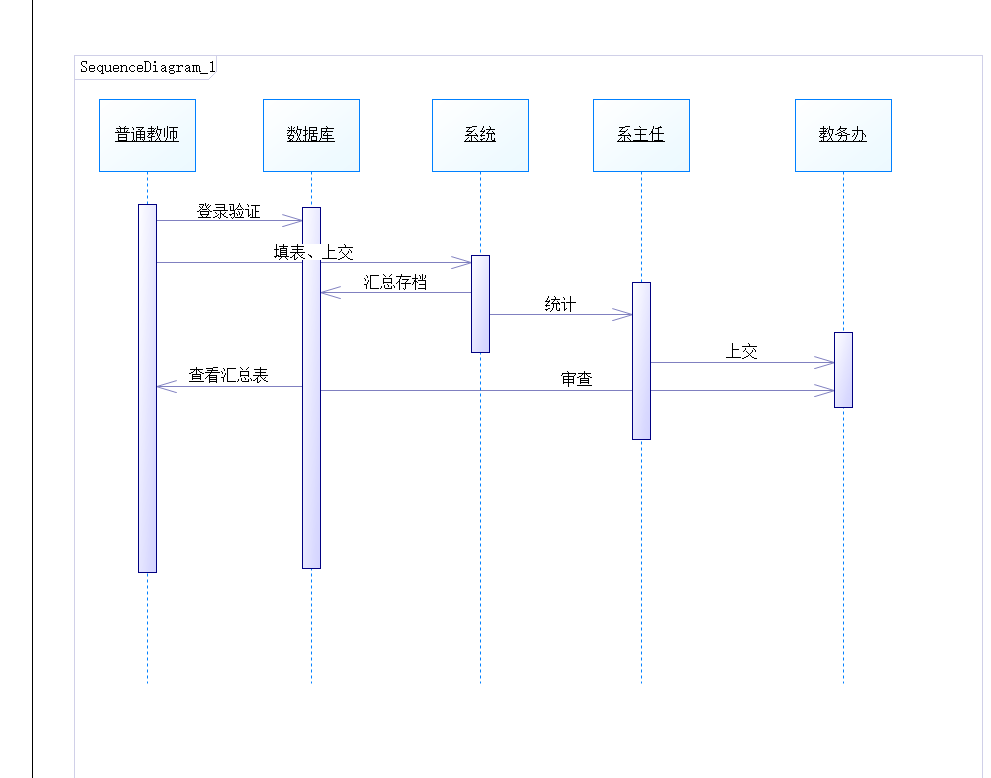 SequenceDiagram_1
普通教师
数据库
系统
系主任
教务办
登录验证
填表、上交
汇总存档
统计
上交
查看汇总表
审查